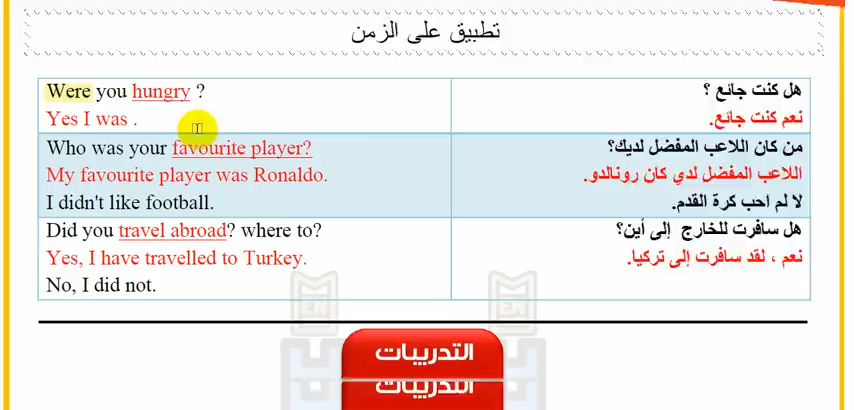 تطبيق على الزمن
Were you hungry ?
هل كنت جائع ؟
Yes I was .
نعم كنت جائع.
Who was your favourite player?
من كان اللاعب المفضل لديك؟
My favourite player was Ronaldo.
اللاعب المفضل لدي كان رونالدو.
I didn't like football.
لا لم احب كرة القدم.
Did you travel abroad? where to?
هل سافرت للخارج إلى أين؟
Yes, I have travelled to Turkey.
نعم ، لقد سافرت إلى تركيا.
No, I did not.
التدريبات
التدريبات